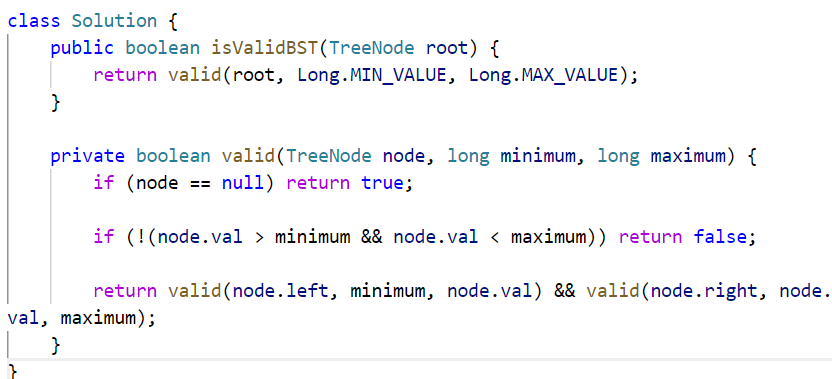 class Solution {
    public boolean isValidBST(TreeNode root) {
        return valid(root, Long.MIN_VALUE, Long.MAX_VALUE);
    }

    private boolean valid(TreeNode node, long minimum, long maximum) {
        if (node == null) return true;

        if (!(node.val > minimum && node.val < maximum)) return false;

        return valid(node.left, minimum, node.val) && valid(node.right, node.
val, maximum);
    }
}